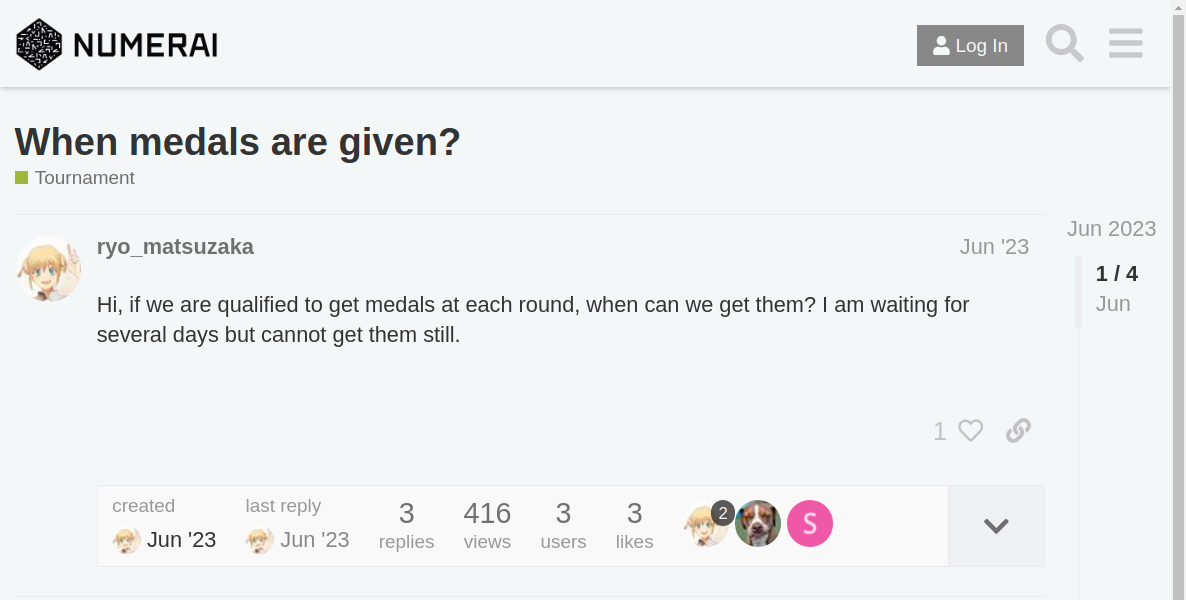 NUMERAI
Log In
When medals are given?
Tournament
ryo_matsuzaka
Jun '23
Hi, if we are qualified to get medals at each round, when can we get them? I am waiting for
several days but cannot get them still.
1
created
Jun '23
last reply
Jun '23
3
replies
416
views
3
users
3
likes
2
S
Jun 2023
1 / 4
Jun